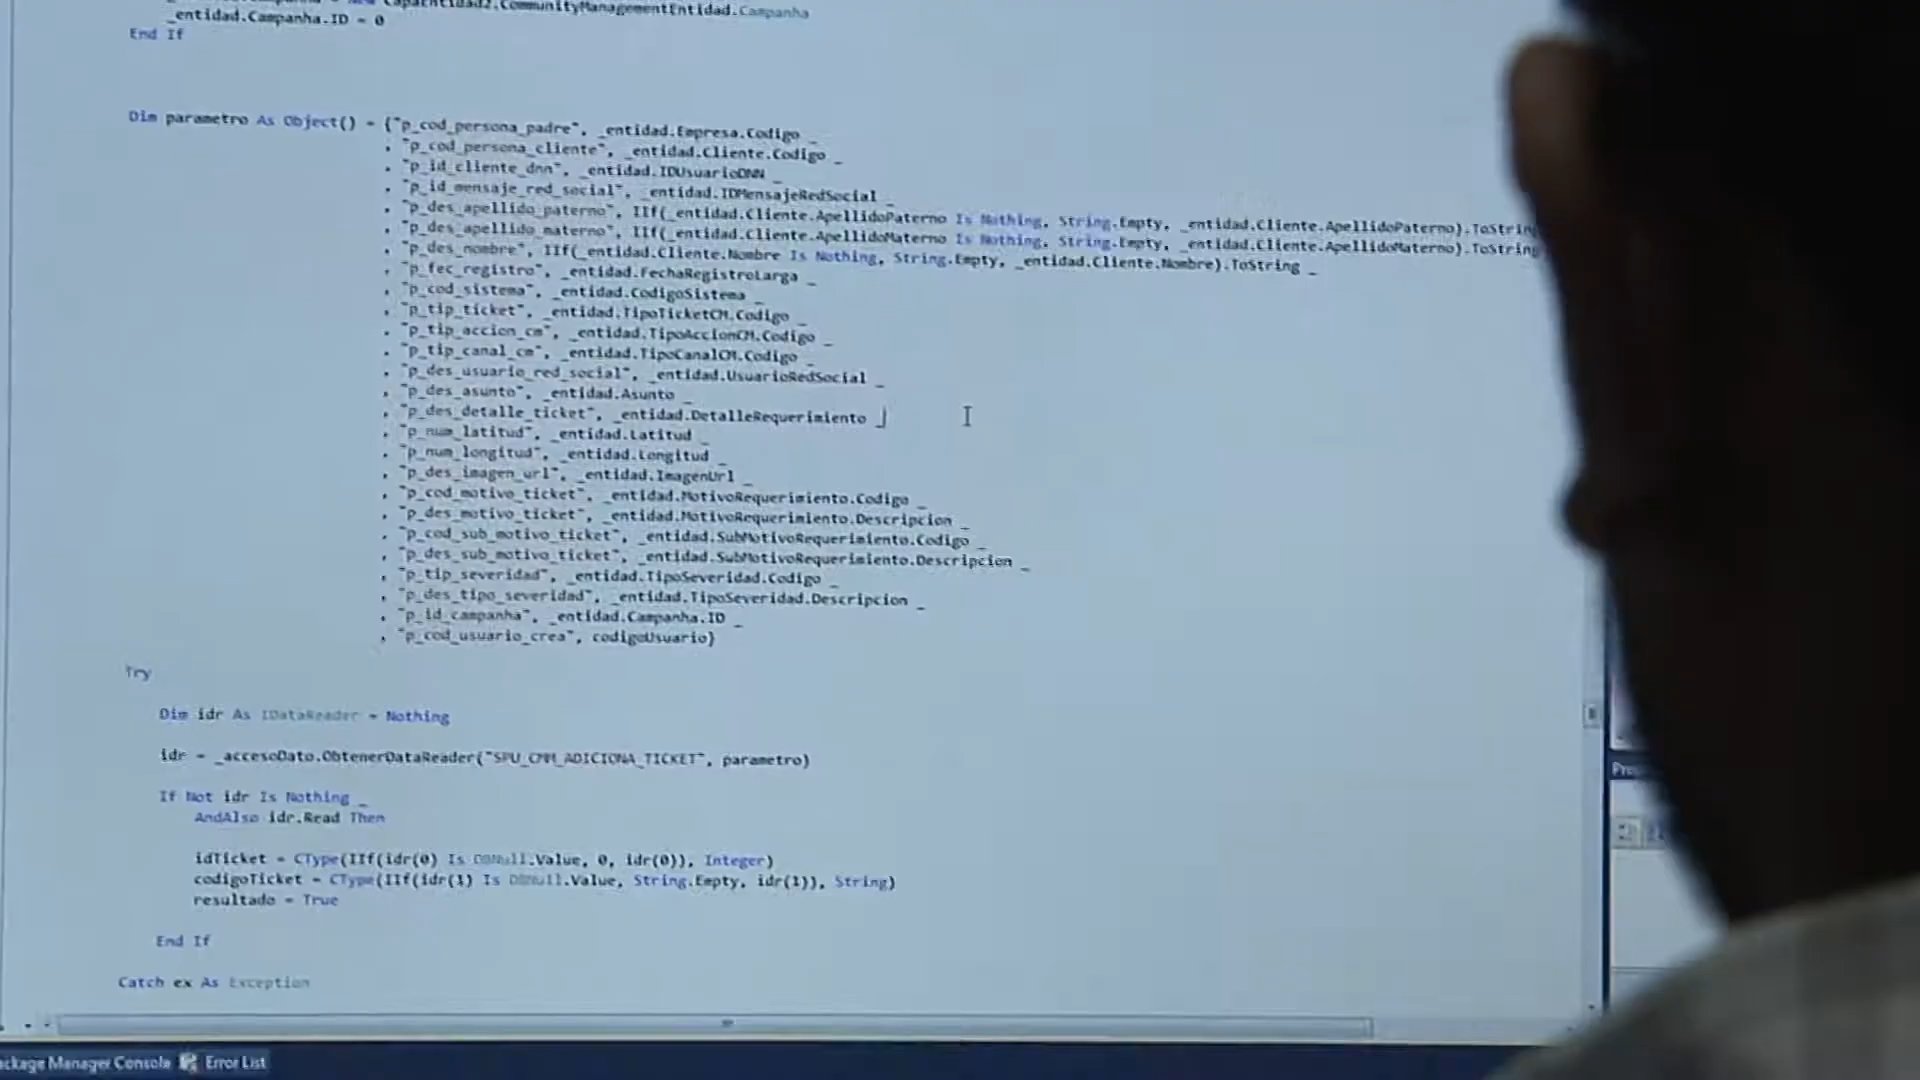 CapaEntidad2.CommunityManagementEntidad.Campanha
_entidad.Campanha.ID = 0
End If
Dim parametro As Object() = {"p_cod_persona_padre", _entidad.Empresa.Codigo _
, "p_cod_persona_cliente", _entidad.Cliente.Codigo _
, "p_id_cliente_dnn", _entidad.IDUsuarioDNN _
, "p_id_mensaje_red_social", _entidad.IDMensajeRedSocial _
, "p_des_apellido_paterno", IIf(_entidad.Cliente.ApellidoPaterno Is Nothing, String.Empty, _entidad.Cliente.ApellidoPaterno).ToString
, "p_des_apellido_materno", IIf(_entidad.Cliente.ApellidoMaterno Is Nothing, String.Empty, _entidad.Cliente.ApellidoMaterno).ToString
, "p_des_nombre", IIf(_entidad.Cliente.Nombre Is Nothing, String.Empty, _entidad.Cliente.Nombre).ToString _
, "p_fec_registro", _entidad.FechaRegistroLarga _
, "p_cod_sistema", _entidad.CodigoSistema _
, "p_tip_ticket", _entidad.TipoTicketCM.Codigo _
, "p_tip_accion_cm", _entidad.TipoAccionCM.Codigo _
, "p_tip_canal_cm", _entidad.TipoCanalCM.Codigo _
, "p_des_usuario_red_social", _entidad.UsuarioRedSocial _
, "p_des_asunto", _entidad.Asunto _
, "p_des_detalle_ticket", _entidad.DetalleRequerimiento _
, "p_num_latitud", _entidad.Latitud _
, "p_num_longitud", _entidad.Longitud _
, "p_des_imagen_url", _entidad.ImagenUrl _
, "p_cod_motivo_ticket", _entidad.MotivoRequerimiento.Codigo _
, "p_des_motivo_ticket", _entidad.MotivoRequerimiento.Descripcion _
, "p_cod_sub_motivo_ticket", _entidad.SubMotivoRequerimiento.Codigo _
, "p_des_sub_motivo_ticket", _entidad.SubMotivoRequerimiento.Descripcion _
, "p_tip_severidad", _entidad.TipoSeveridad.Codigo _
, "p_des_tipo_severidad", _entidad.TipoSeveridad.Descripcion _
, "p_id_campanha", _entidad.Campanha.ID _
, "p_cod_usuario_crea", codigoUsuario}
Try
Dim idr As IDataReader = Nothing
idr = _accesoDato.ObtenerDataReader("SPU_CMM_ADICIONA_TICKET", parametro)
If Not idr Is Nothing _
AndAlso idr.Read Then
idTicket = CType(IIf(idr(0) Is DBNull.Value, 0, idr(0)), Integer)
codigoTicket = CType(IIf(idr(1) Is DBNull.Value, String.Empty, idr(1)), String)
resultado = True
End If
Catch ex As Exception
ackage Manager Console
Error List